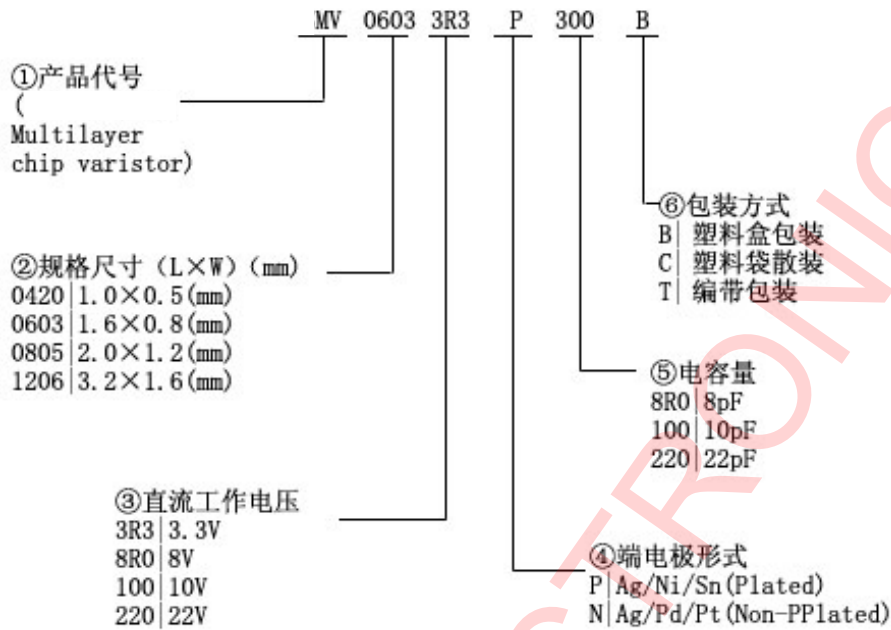 MV 0603 3R3 P 300 B
①产品代号
(
Multilayer
chip varistor)
⑥包装方式
B| 塑料盒包装
C| 塑料袋散装
T| 编带包装
②规格尺寸（L×W）(mm)
0420|1.0×0.5(mm)
0603|1.6×0.8(mm)
0805|2.0×1.2(mm)
1206|3.2×1.6(mm)
⑤电容量
8R0|8pF
100|10pF
220|22pF
③直流工作电压
3R3|3.3V
8R0|8V
100|10V
220|22V
④端电极形式
P|Ag/Ni/Sn(Plated)
N|Ag/Pd/Pt(Non-PPlated)
CTRONIC